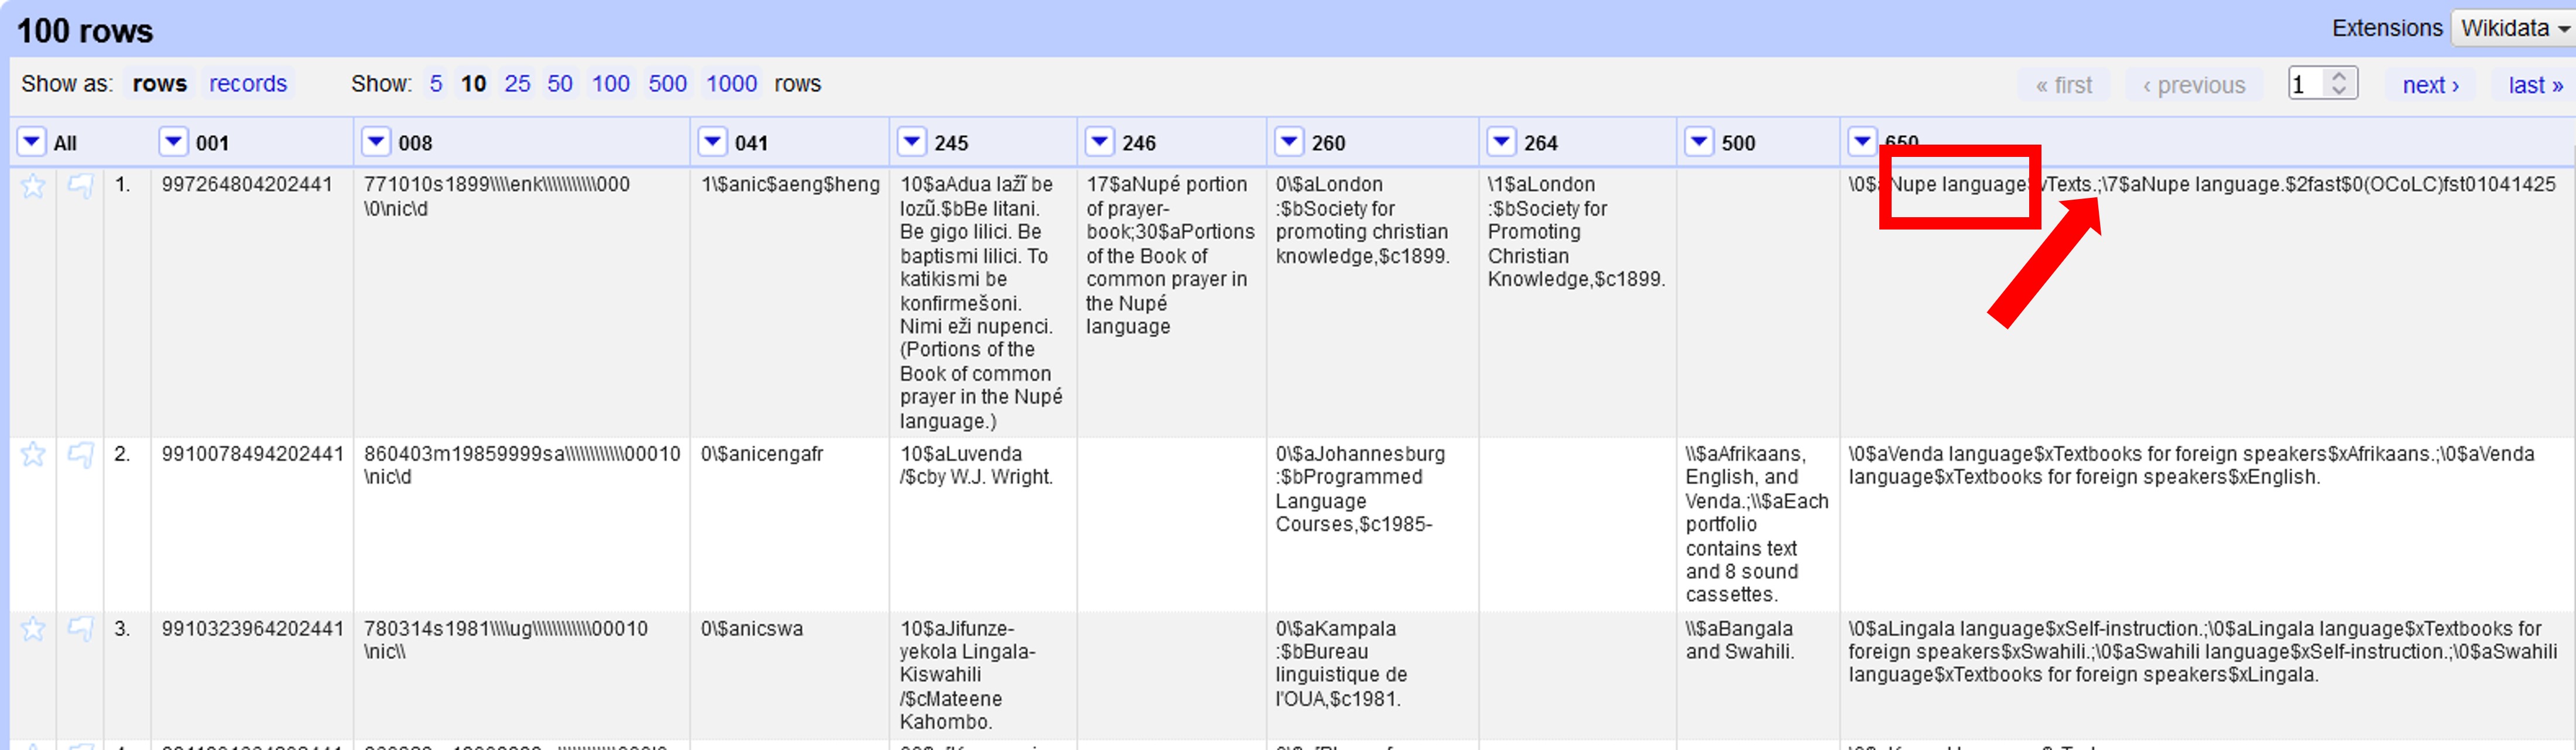 100 rows
Extensions Wikidata
Show as: rows records Show: 5 10 25 50 100 500 1000 rows « first ‹ previous 1 next › last »
All 001 008 041 245 246 260 264 500 650
1.
997264804202441
771010s1899\\\\enk\\\\\\\\\\\000
\0\nic\d
1\$anic$aeng$heng
10$aAdua lažĩ be
lozũ.$bBe litani.
Be gigo lilici. Be
baptismi lilici. To
katikismi be
konfirmešoni.
Nimi eži nupenci.
(Portions of the
Book of common
prayer in the Nupé
language.)
17$aNupé portion
of prayer-
book;30$aPortions
of the Book of
common prayer in
the Nupé
language
0\$aLondon
:$bSociety for
promoting christian
knowledge,$c1899.
\1$aLondon
:$bSociety for
Promoting
Christian
Knowledge,$c1899.
\0$aNupe language$vTexts.;\7$aNupe language.$2fast$0(OCoLC)fst01041425
2.
9910078494202441
860403m19859999sa\\\\\\\\\\\\00010
\nic\d
0\$anicengafr
10$aLuvenda
/$cby W.J. Wright.
0\$aJohannesburg
:$bProgrammed
Language
Courses,$c1985-
\\$aAfrikaans,
English, and
Venda.;\\$aEach
portfolio
contains text
and 8 sound
cassettes.
\0$aVenda language$xTextbooks for foreign speakers$xAfrikaans.;\0$aVenda
language$xTextbooks for foreign speakers$xEnglish.
3.
9910323964202441
780314s1981\\\\ug\\\\\\\\\\\\00010
\nic\\
0\$anicswa
10$aJifunze-
yekola Lingala-
Kiswahili
/$cMateene
Kahombo.
0\$aKampala
:$bBureau
linguistique de
l'OUA,$c1981.
\\$aBangala
and Swahili.
\0$aLingala language$xSelf-instruction.;\0$aLingala language$xTextbooks for
foreign speakers$xSwahili.;\0$aSwahili language$xSelf-instruction.;\0$aSwahili
language$xTextbooks for foreign speakers$xLingala.